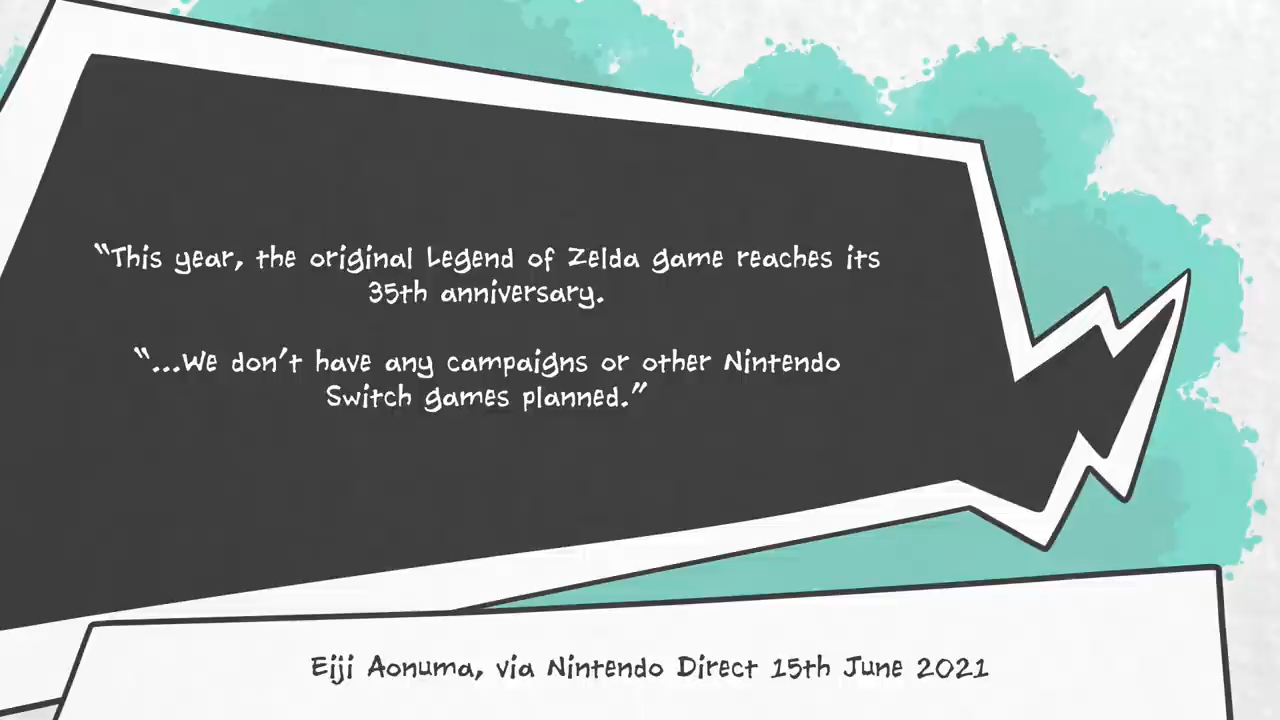 “This year, the original Legend of Zelda game reaches its
35th anniversary.
“...We don't have any campaigns or other Nintendo
Switch games planned.”
Eiji Aonuma, via Nintendo Direct 15th June 2021